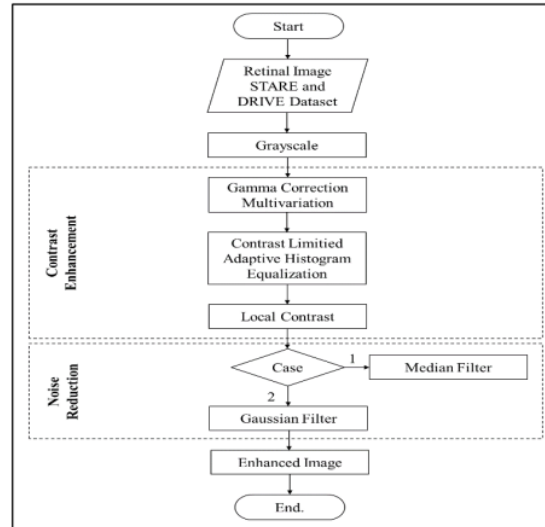 Start
Retinal Image
STARE and
DRIVE Dataset
Grayscale
Contrast
Enhancement
Gamma Correction
Multivariation
Contrast Limitied
Adaptive Histogram
Equalization
Local Contrast
Noise
Reduction
Case
1
Median Filter
2
Gaussian Filter
Enhanced Image
End.